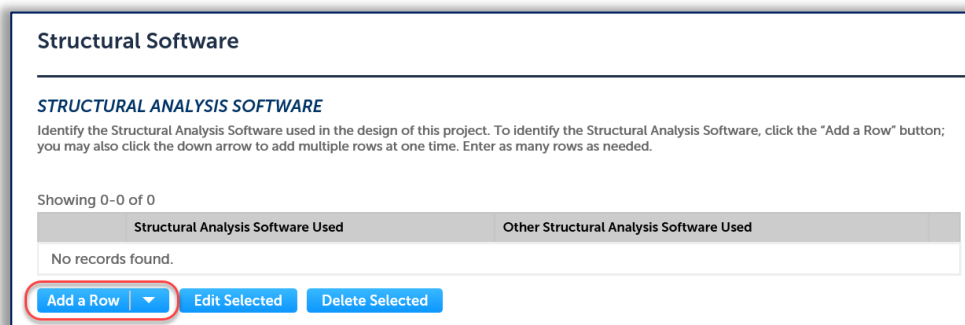 Structural Software
STRUCTURAL ANALYSIS SOFTWARE
Identify the Structural Analysis Software used in the design of this project. To identify the Structural Analysis Software, click the "Add a Row" button;
you may also click the down arrow to add multiple rows at one time. Enter as many rows as needed.
Showing 0-0 of 0
Structural Analysis Software Used Other Structural Analysis Software Used
No records found.
Add a Row Edit Selected Delete Selected